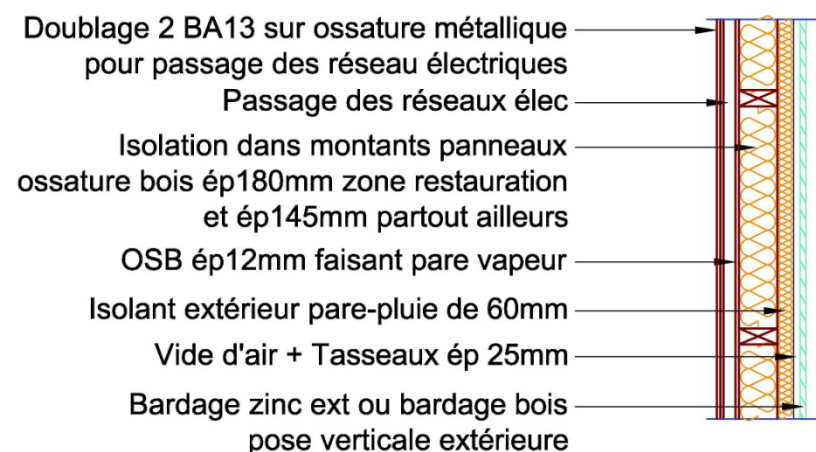 Doublage 2 BA13 sur ossature métallique
pour passage des réseau électriques
Passage des réseaux élec
Isolation dans montants panneaux
ossature bois ép180mm zone restauration
et ép145mm partout ailleurs
OSB ép12mm faisant pare vapeur
Isolant extérieur pare-pluie de 60mm
Vide d'air + Tasseaux ép 25mm
Bardage zinc ext ou bardage bois
pose verticale extérieure